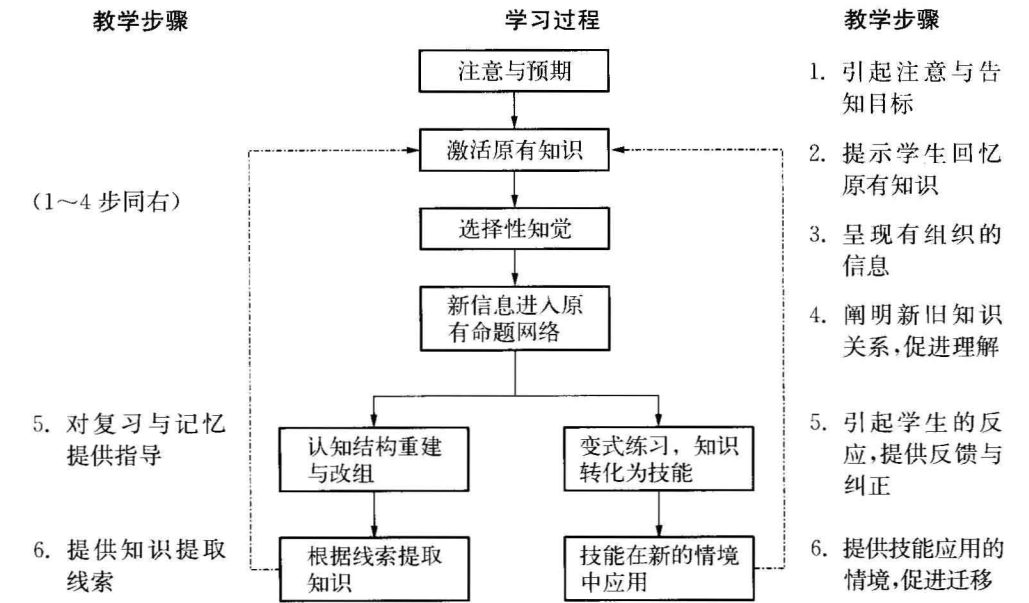 教学步骤
学习过程
教学步骤
注意与预期
激活原有知识
选择性知觉
新信息进入原
有命题网络
认知结构重建
与改组
变式练习，知识
转化为技能
根据线索提取
知识
技能在新的情境
中应用
（1～4 步同右）
5. 对复习与记忆
提供指导
6. 提供知识提取
线索
1. 引起注意与告
知目标
2. 提示学生回忆
原有知识
3. 呈现有组织的
信息
4. 阐明新旧知识
关系，促进理解
5. 引起学生的反
应，提供反馈与
纠正
6. 提供技能应用的
情境，促进迁移